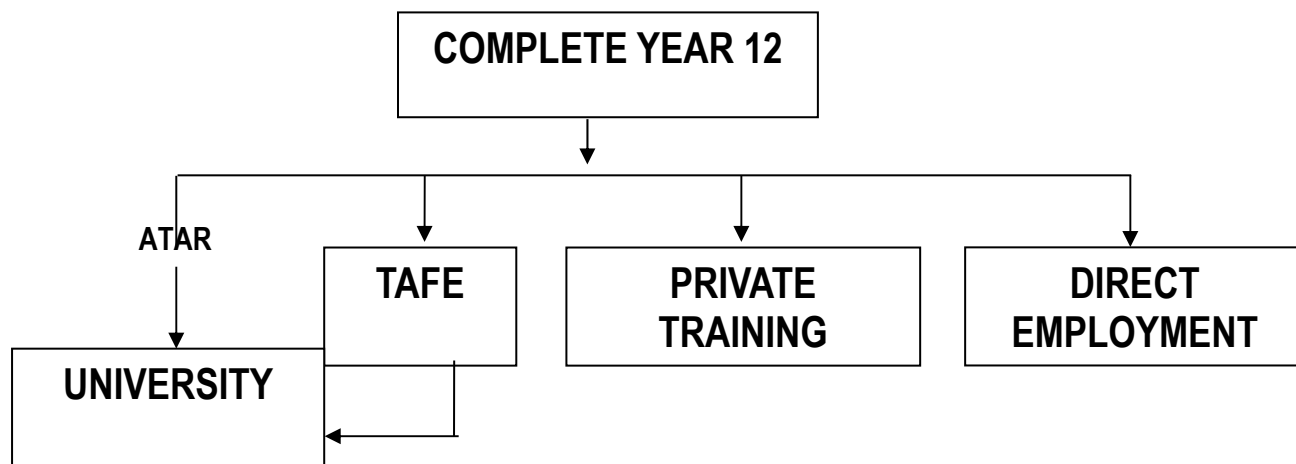 COMPLETE YEAR 12
ATAR
TAFE
PRIVATE
TRAINING
DIRECT
EMPLOYMENT
UNIVERSITY